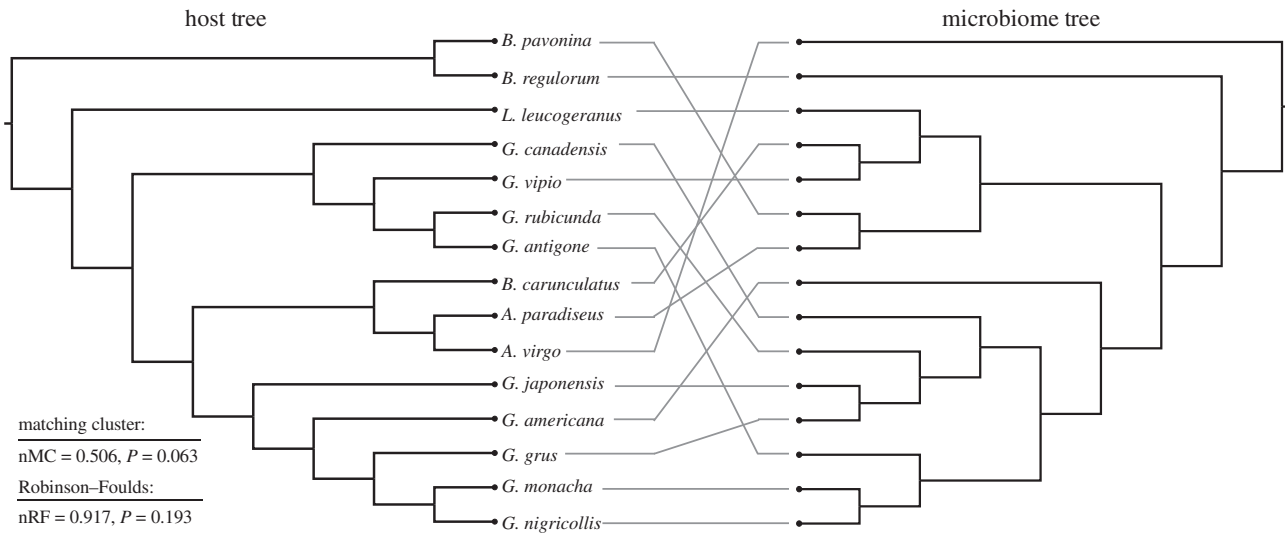 host tree
microbiome tree
B. pavonina
B. regulorum
L. leucogeranus
G. canadensis
G. vipio
G. rubicunda
G. antigone
B. carunculatus
A. paradiseus
A. virgo
G. japonensis
G. americana
G. grus
G. monacha
G. nigricollis
matching cluster:
nMC = 0.506, P = 0.063
Robinson–Foulds:
nRF = 0.917, P = 0.193